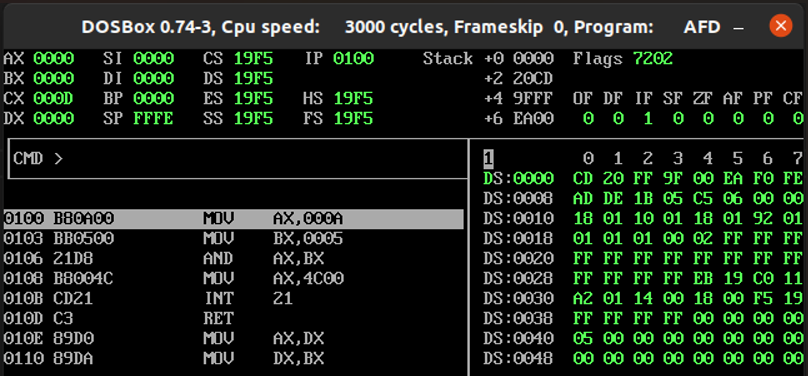 DOSBox 0.74-3, Cpu speed: 3000 cycles, Frameskip 0, Program: AFD
AX 0000 SI 0000 CS 19F5 IP 0100 Stack +0 0000 Flags 7202
BX 0000 DI 0000 DS 19F5 +2 20CD
CX 000D BP 0000 ES 19F5 HS 19F5 +4 9FFF OF DF IF SF ZF AF PF CF
DX 0000 SP FFFE SS 19F5 FS 19F5 +6 EA00 0 0 1 0 0 0 0 0
CMD >
0100 B80A00 MOV AX,000A
0103 BB0500 MOV BX,0005
0106 21D8 AND AX,BX
0108 B8004C MOV AX,4C00
010B CD21 INT 21
010D C3 RET
010E 89D0 MOV AX,DX
0110 89DA MOV DX,BX
1 0 1 2 3 4 5 6 7
DS:0000 CD 20 FF 9F 00 EA F0 FE
DS:0008 AD DE 1B 05 C5 06 00 00
DS:0010 18 01 10 01 18 01 92 01
DS:0018 01 01 01 00 02 FF FF FF
DS:0020 FF FF FF FF FF FF FF FF
DS:0028 FF FF FF FF EB 19 C0 11
DS:0030 A2 01 14 00 18 00 F5 19
DS:0038 FF FF FF FF 00 00 00 00
DS:0040 05 00 00 00 00 00 00 00
DS:0048 00 00 00 00 00 00 00 00